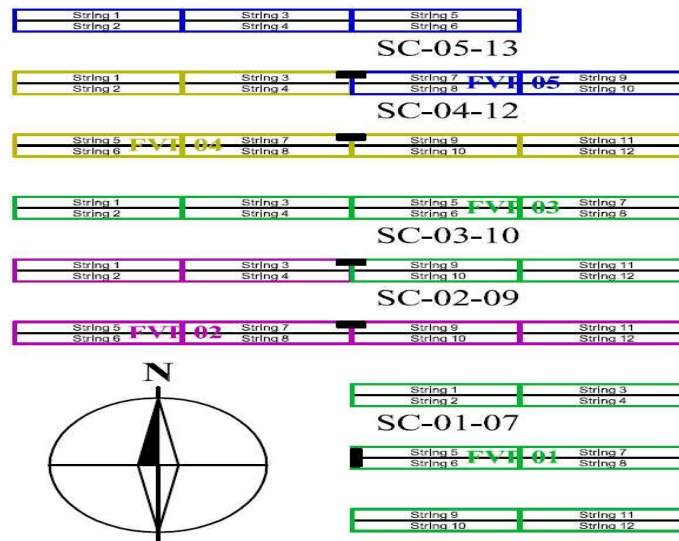 String 1 String 3 String 5
String 2 String 4 String 6
SC-05-13
String 1 String 3 String 7 String 9
05
String 2 String 4 String 8 String 10
SC-04-12
String 5 String 7 String 9 String 11
04
String 6 String 8 String 10 String 12
String 1 String 3 String 5 String 7
03
String 2 String 4 String 6 String 8
SC-03-10
String 1 String 3 String 9 String 11
String 2 String 4 String 10 String 12
SC-02-09
String 5 String 7 String 9 String 11
02
String 6 String 8 String 10 String 12
N
String 1 String 3
String 2 String 4
SC-01-07
String 5 String 7
01
String 6 String 8
String 9 String 11
String 10 String 12